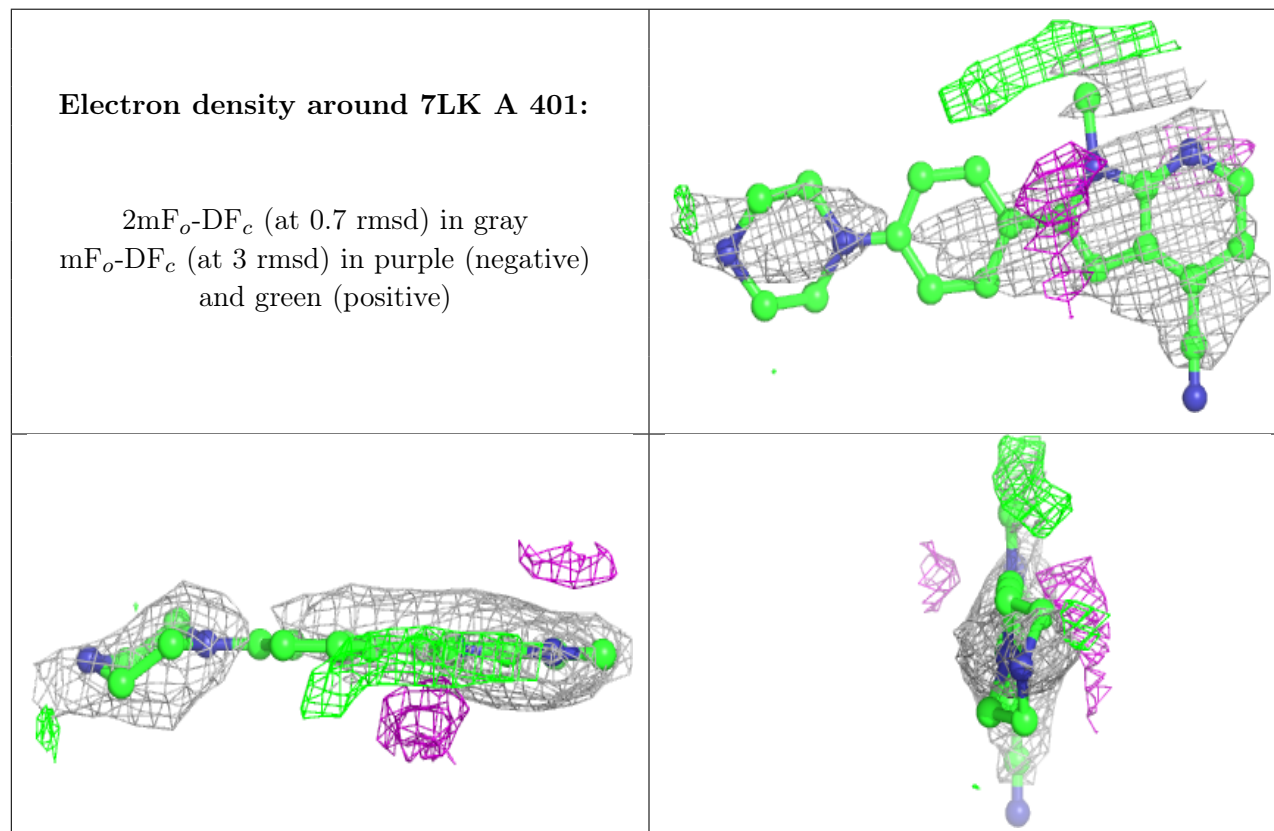 Electron density around 7LK A 401:
2mFo-DFc (at 0.7 rmsd) in gray
mFo-DFc (at 3 rmsd) in purple (negative)
and green (positive)